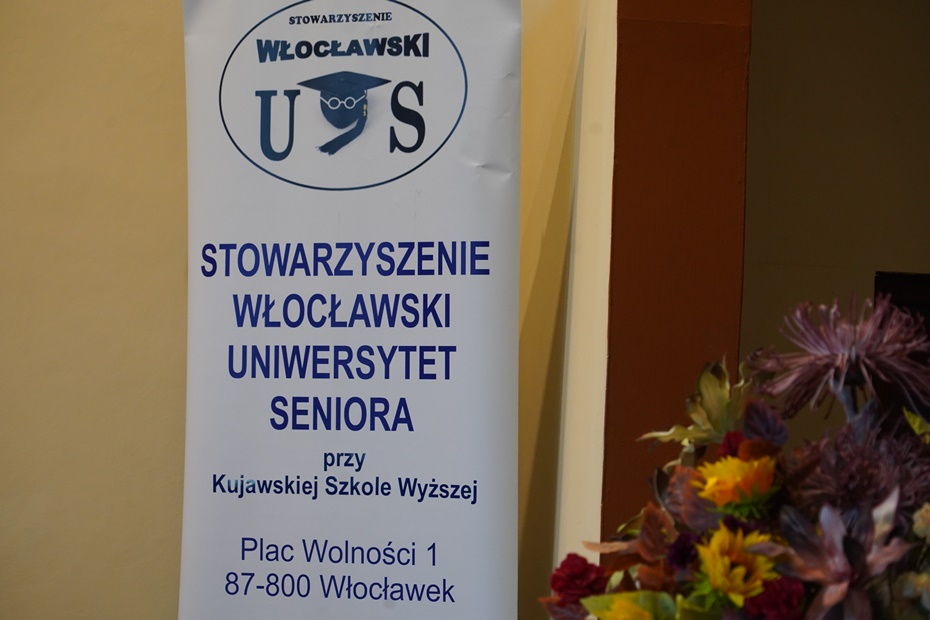 STOWARZYSZENIE
WŁOCŁAWSKI
U S
STOWARZYSZENIE
WŁOCŁAWSKI
UNIWERSYTET
SENIORA
przy
Kujawskiej Szkole Wyższej
Plac Wolności 1
87-800 Włocławek